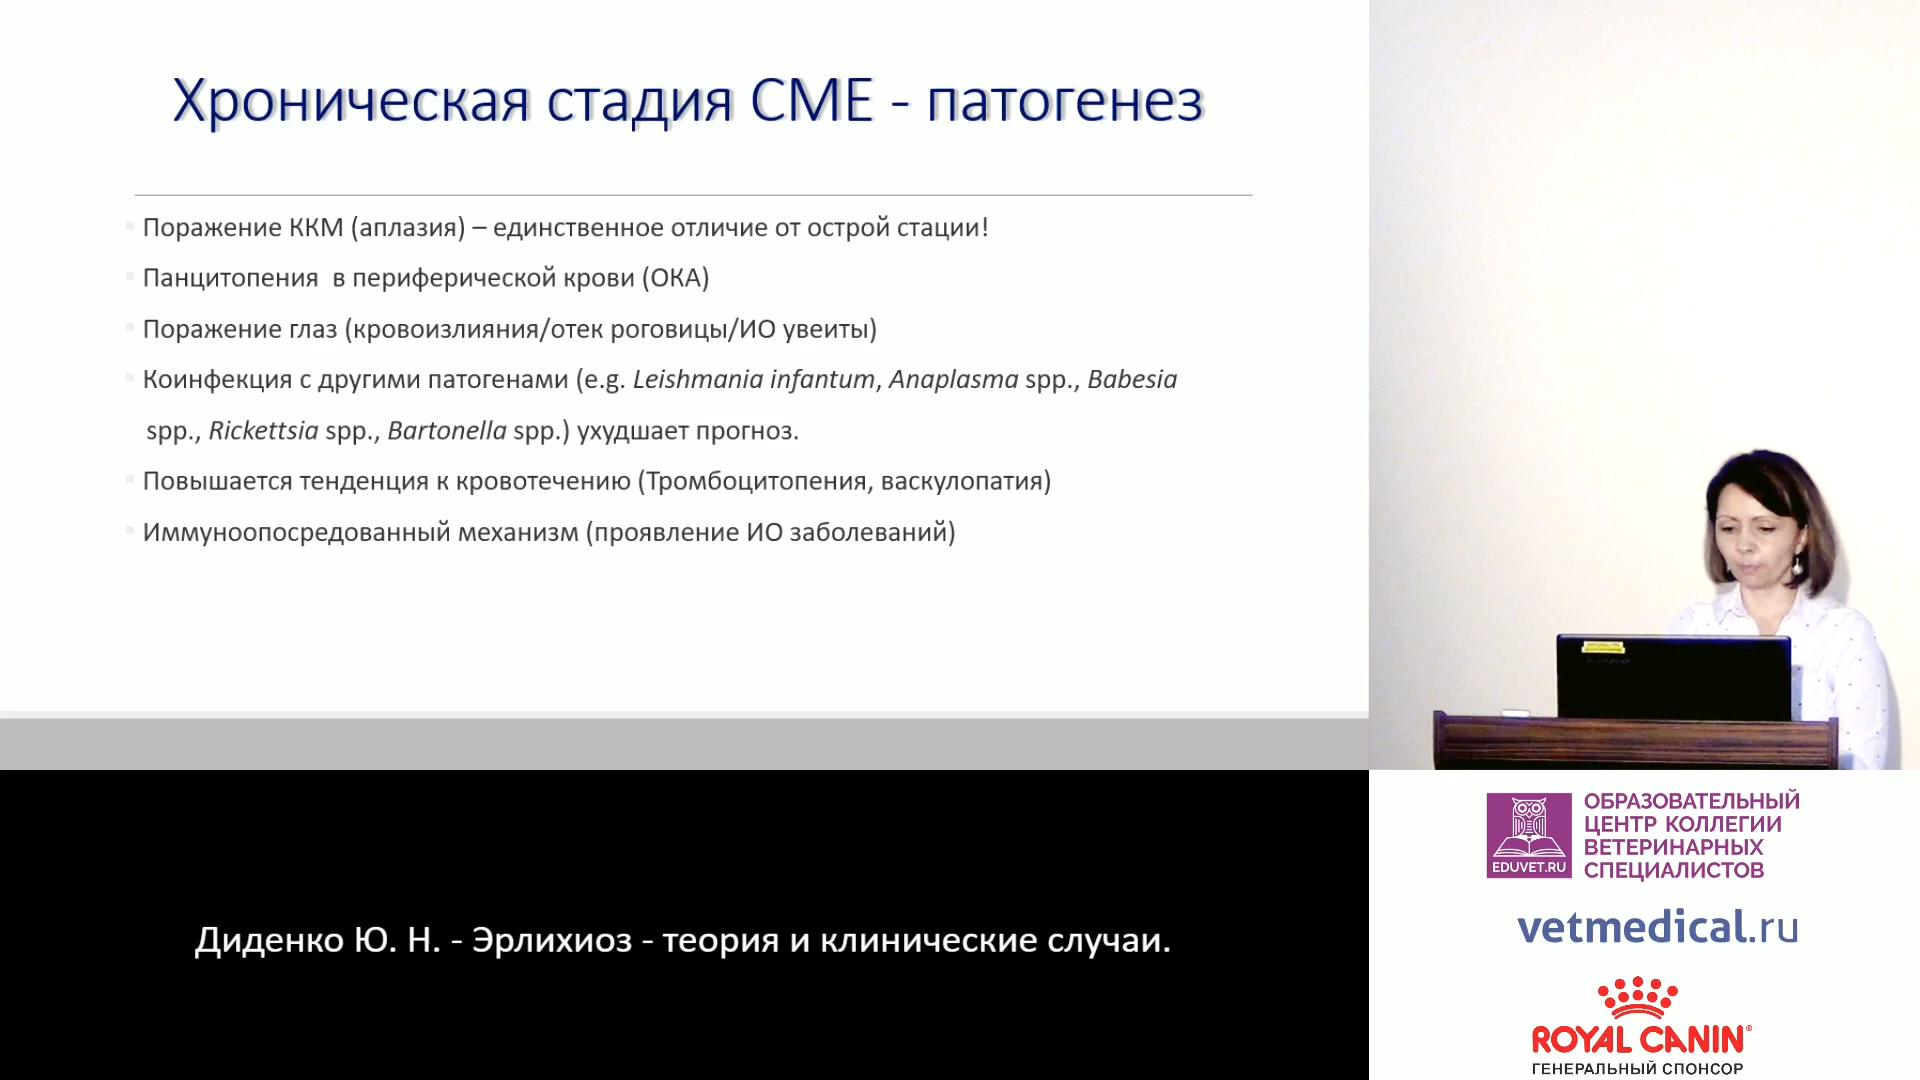 Хроническая стадия CME - патогенез
Поражение ККМ (аплазия) – единственное отличие от острой стации!
Панцитопения в периферической крови (ОКА)
Поражение глаз (кровоизлияния/отек роговицы/ИО увеиты)
Коинфекция с другими патогенами (e.g. Leishmania infantum, Anaplasma spp., Babesia
spp., Rickettsia spp., Bartonella spp.) ухудшает прогноз.
Повышается тенденция к кровотечению (Тромбоцитопения, васкулопатия)
Иммуноопосредованный механизм (проявление ИО заболеваний)
Диденко Ю. Н. - Эрлихиоз - теория и клинические случаи.
EDUVET.RU
ОБРАЗОВАТЕЛЬНЫЙ
ЦЕНТР КОЛЛЕГИИ
ВЕТЕРИНАРНЫХ
СПЕЦИАЛИСТОВ
vetmedical.ru
ROYAL CANIN®
ГЕНЕРАЛЬНЫЙ СПОНСОР